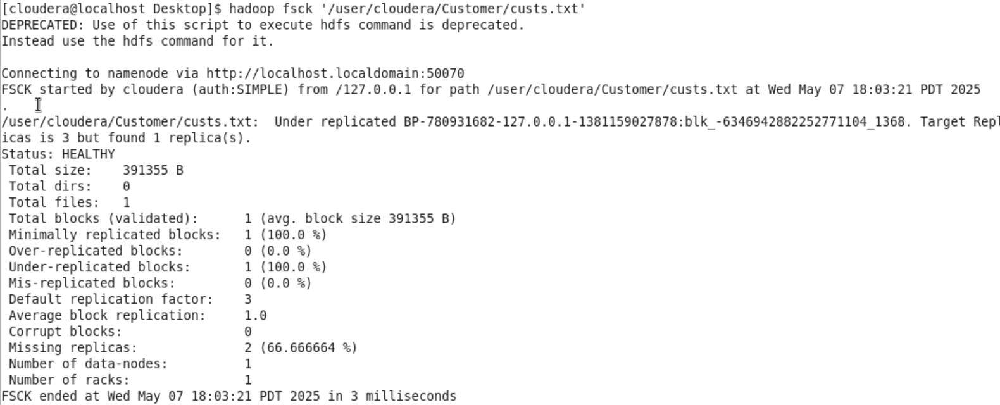 [cloudera@localhost Desktop]$ hadoop fsck '/user/cloudera/Customer/custs.txt'
DEPRECATED: Use of this script to execute hdfs command is deprecated.
Instead use the hdfs command for it.

Connecting to namenode via http://localhost.localdomain:50070
FSCK started by cloudera (auth:SIMPLE) from /127.0.0.1 for path /user/cloudera/Customer/custs.txt at Wed May 07 18:03:21 PDT 2025
.
/user/cloudera/Customer/custs.txt:  Under replicated BP-780931682-127.0.0.1-1381159027878:blk_-6346942882252771104_1368. Target Repl
icas is 3 but found 1 replica(s).
Status: HEALTHY
 Total size:    391355 B
 Total dirs:    0
 Total files:   1
 Total blocks (validated):      1 (avg. block size 391355 B)
 Minimally replicated blocks:   1 (100.0 %)
 Over-replicated blocks:        0 (0.0 %)
 Under-replicated blocks:       1 (100.0 %)
 Mis-replicated blocks:         0 (0.0 %)
 Default replication factor:    3
 Average block replication:     1.0
 Corrupt blocks:                0
 Missing replicas:              2 (66.666664 %)
 Number of data-nodes:          1
 Number of racks:               1
FSCK ended at Wed May 07 18:03:21 PDT 2025 in 3 milliseconds